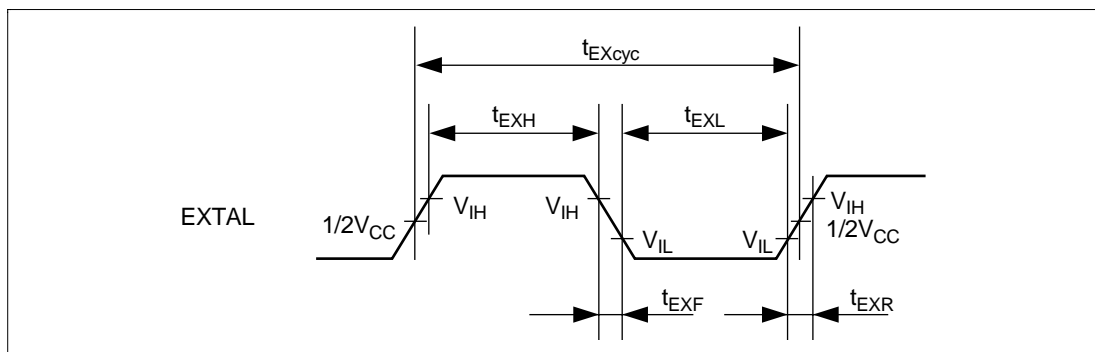 tEXcyc
tEXH tEXL
EXTAL 1/2VCC VIH VIH VIL VIL VIH 1/2VCC
tEXF tEXR